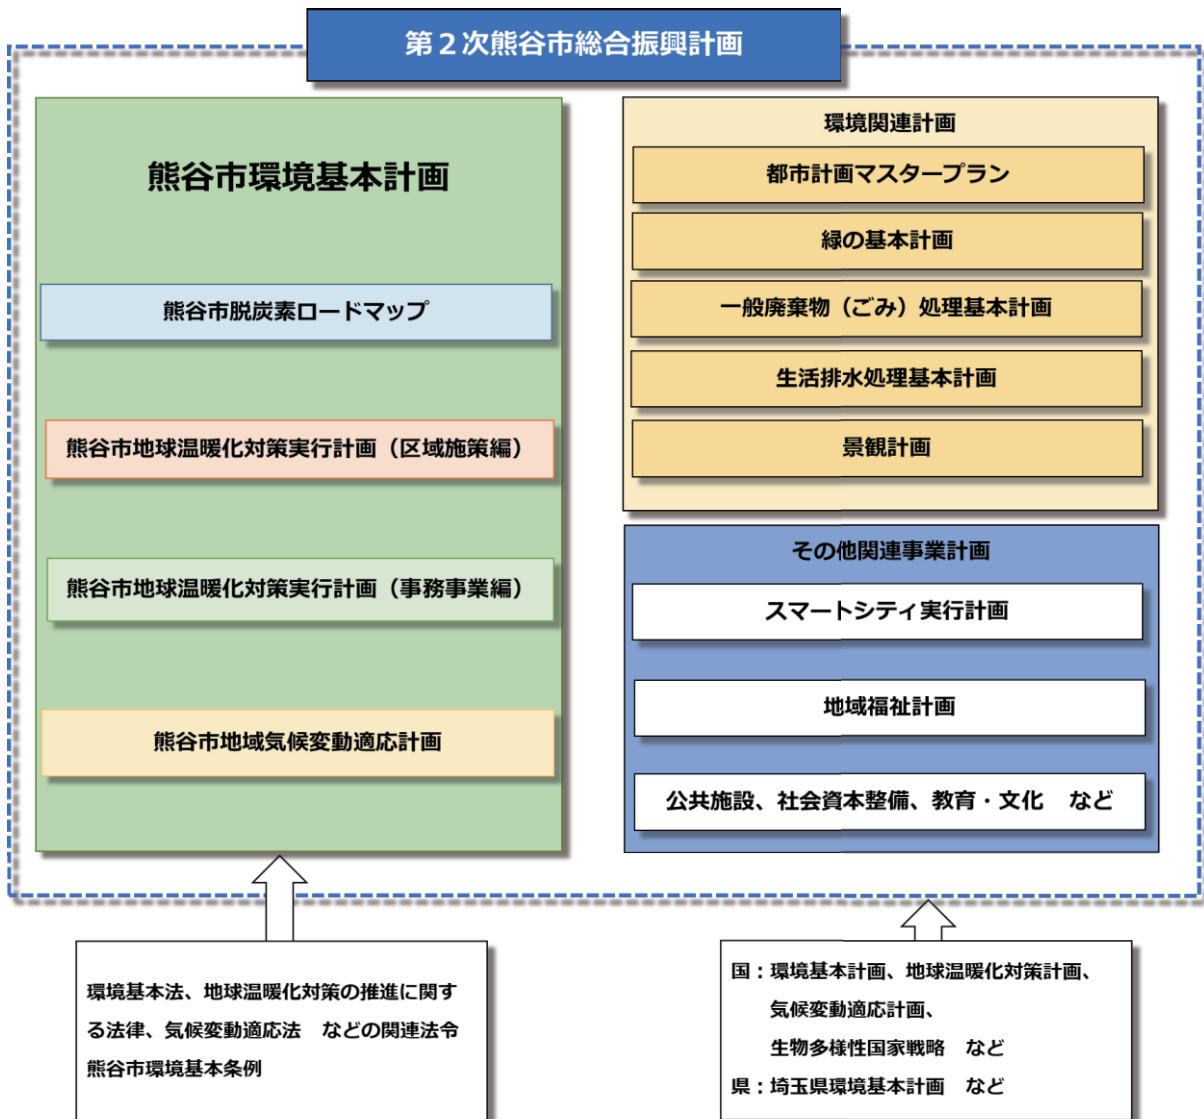 第２次熊谷市総合振興計画
熊谷市環境基本計画
熊谷市脱炭素ロードマップ
熊谷市地球温暖化対策実行計画（区域施策編）
熊谷市地球温暖化対策実行計画（事務事業編）
熊谷市地域気候変動適応計画
環境関連計画
都市計画マスタープラン
緑の基本計画
一般廃棄物（ごみ）処理基本計画
生活排水処理基本計画
景観計画
その他関連事業計画
スマートシティ実行計画
地域福祉計画
公共施設、社会資本整備、教育・文化　など
環境基本法、地球温暖化対策の推進に関す
る法律、気候変動適応法　などの関連法令
熊谷市環境基本条例
国：環境基本計画、地球温暖化対策計画、
気候変動適応計画、
生物多様性国家戦略　など
県：埼玉県環境基本計画　など